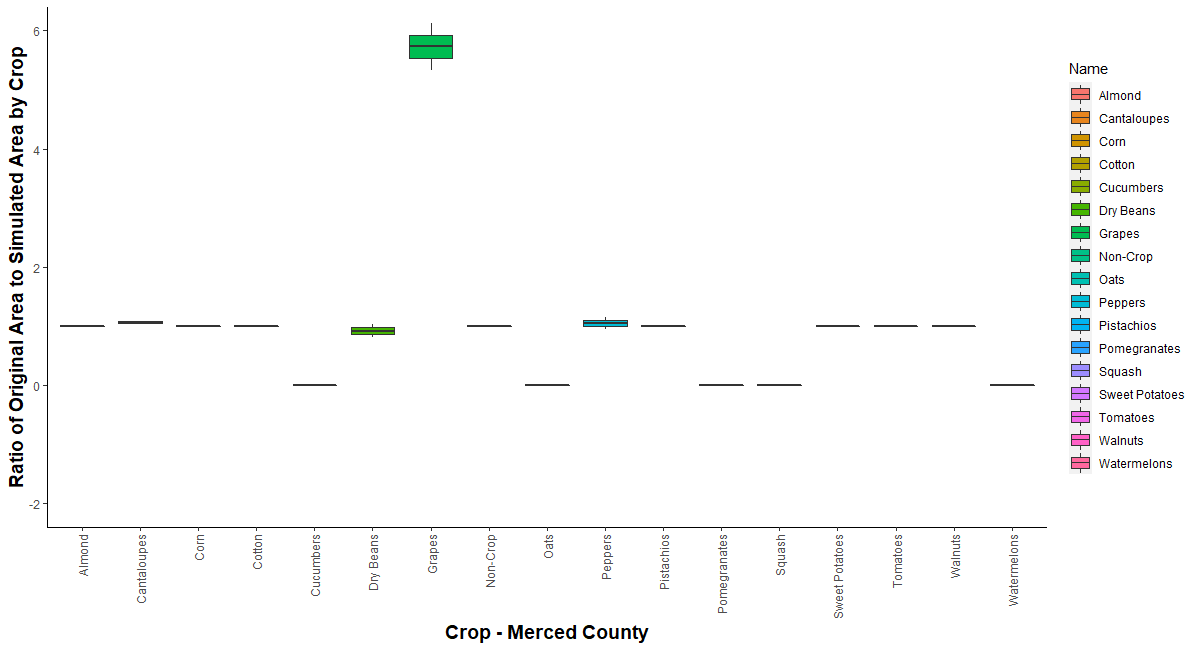 Ratio of Original Area to Simulated Area by Crop
6
4
2
0
-2
Almond
Cantaloupes
Corn
Cotton
Cucumbers
Dry Beans
Grapes
Non-Crop
Oats
Peppers
Pistachios
Pomegranates
Squash
Sweet Potatoes
Tomatoes
Walnuts
Watermelons
Crop - Merced County
Name
Almond
Cantaloupes
Corn
Cotton
Cucumbers
Dry Beans
Grapes
Non-Crop
Oats
Peppers
Pistachios
Pomegranates
Squash
Sweet Potatoes
Tomatoes
Walnuts
Watermelons